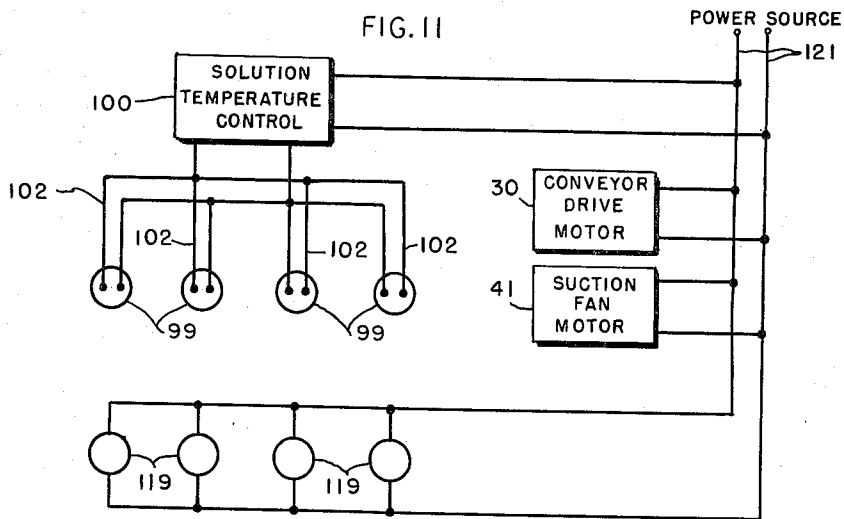 FIG. 11
POWER SOURCE
121
SOLUTION
TEMPERATURE
CONTROL
100
102
102
102
102
99
99
30
CONVEYOR
DRIVE
MOTOR
41
SUCTION
FAN
MOTOR
119
119